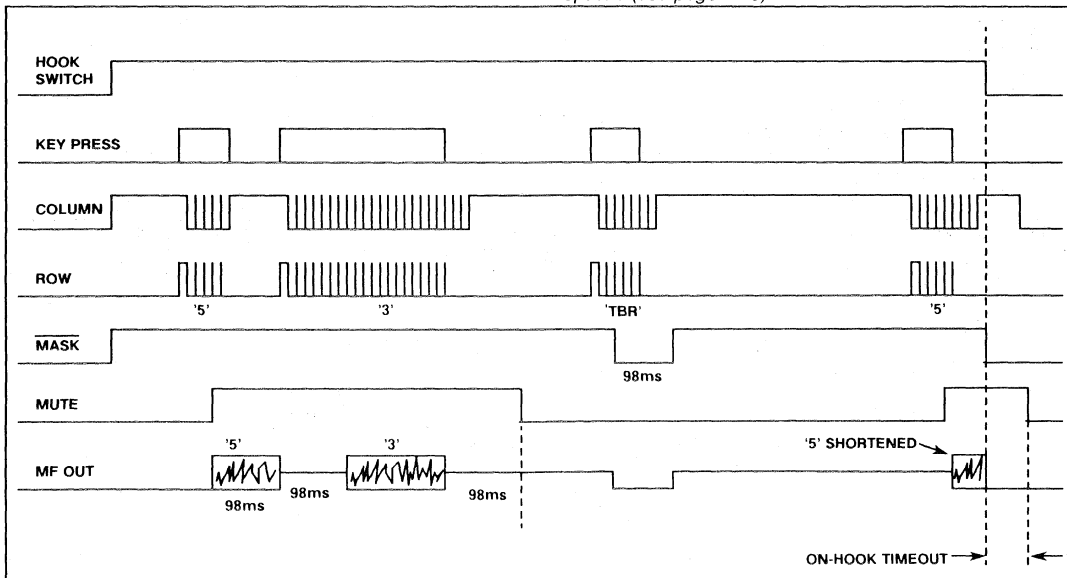 HOOK
SWITCH
KEY PRESS
COLUMN
ROW
'5'
'3'
'TBR'
'5'
MASK
98ms
MUTE
'5'
'3'
'5' SHORTENED
MF OUT
98ms
98ms
98ms
ON-HOOK TIMEOUT